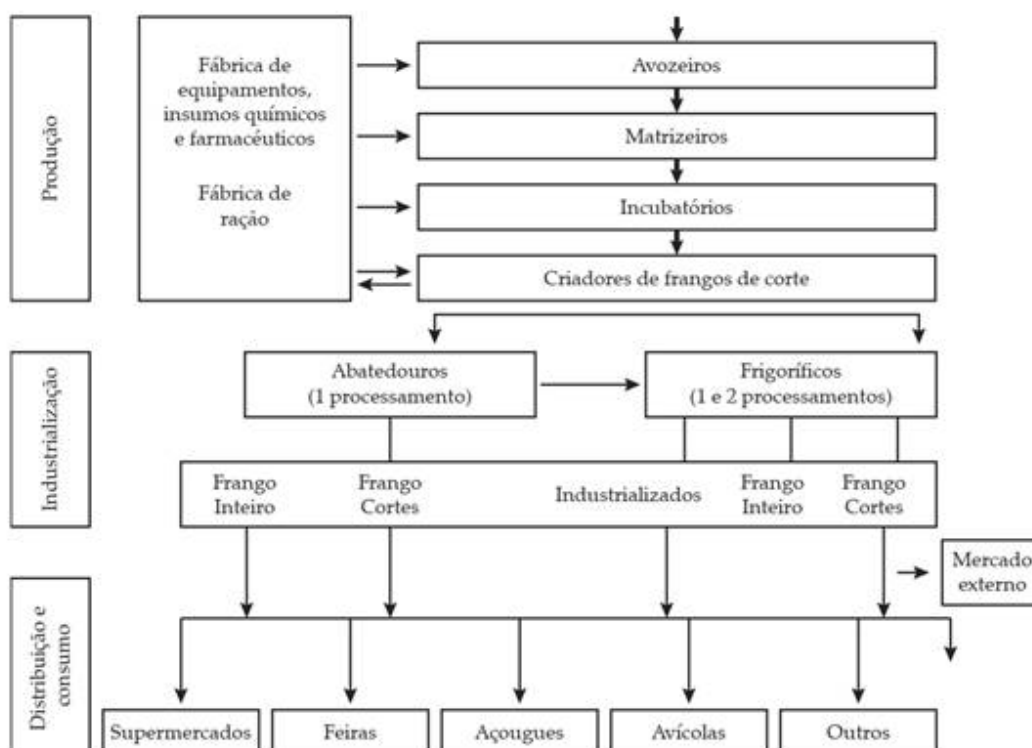 Produção
Fábrica de
equipamentos,
insumos químicos
e farmacéuticos
Fábrica de
ração
Avozeiros
Matrizeiros
Incubatórios
Criadores de frangos de corte
Industrialização
Abatedouros
(1 processamento)
Frigoríficos
(1 e 2 processamentos)
Frango
Inteiro
Frango
Cortes
Industrializados
Frango
Inteiro
Frango
Cortes
Mercado
externo
Distribuição e
consumo
Supermercados
Feiras
Açougues
Avícolas
Outros